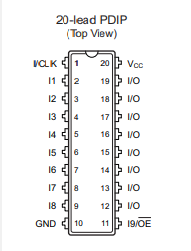 20-lead PDIP
(Top View)
I/CLK 1 20 VCC
I1 2 19 I/O
I2 3 18 I/O
I3 4 17 I/O
I4 5 16 I/O
I5 6 15 I/O
I6 7 14 I/O
I7 8 13 I/O
I8 9 12 I/O
GND 10 11 I9/O̅E̅